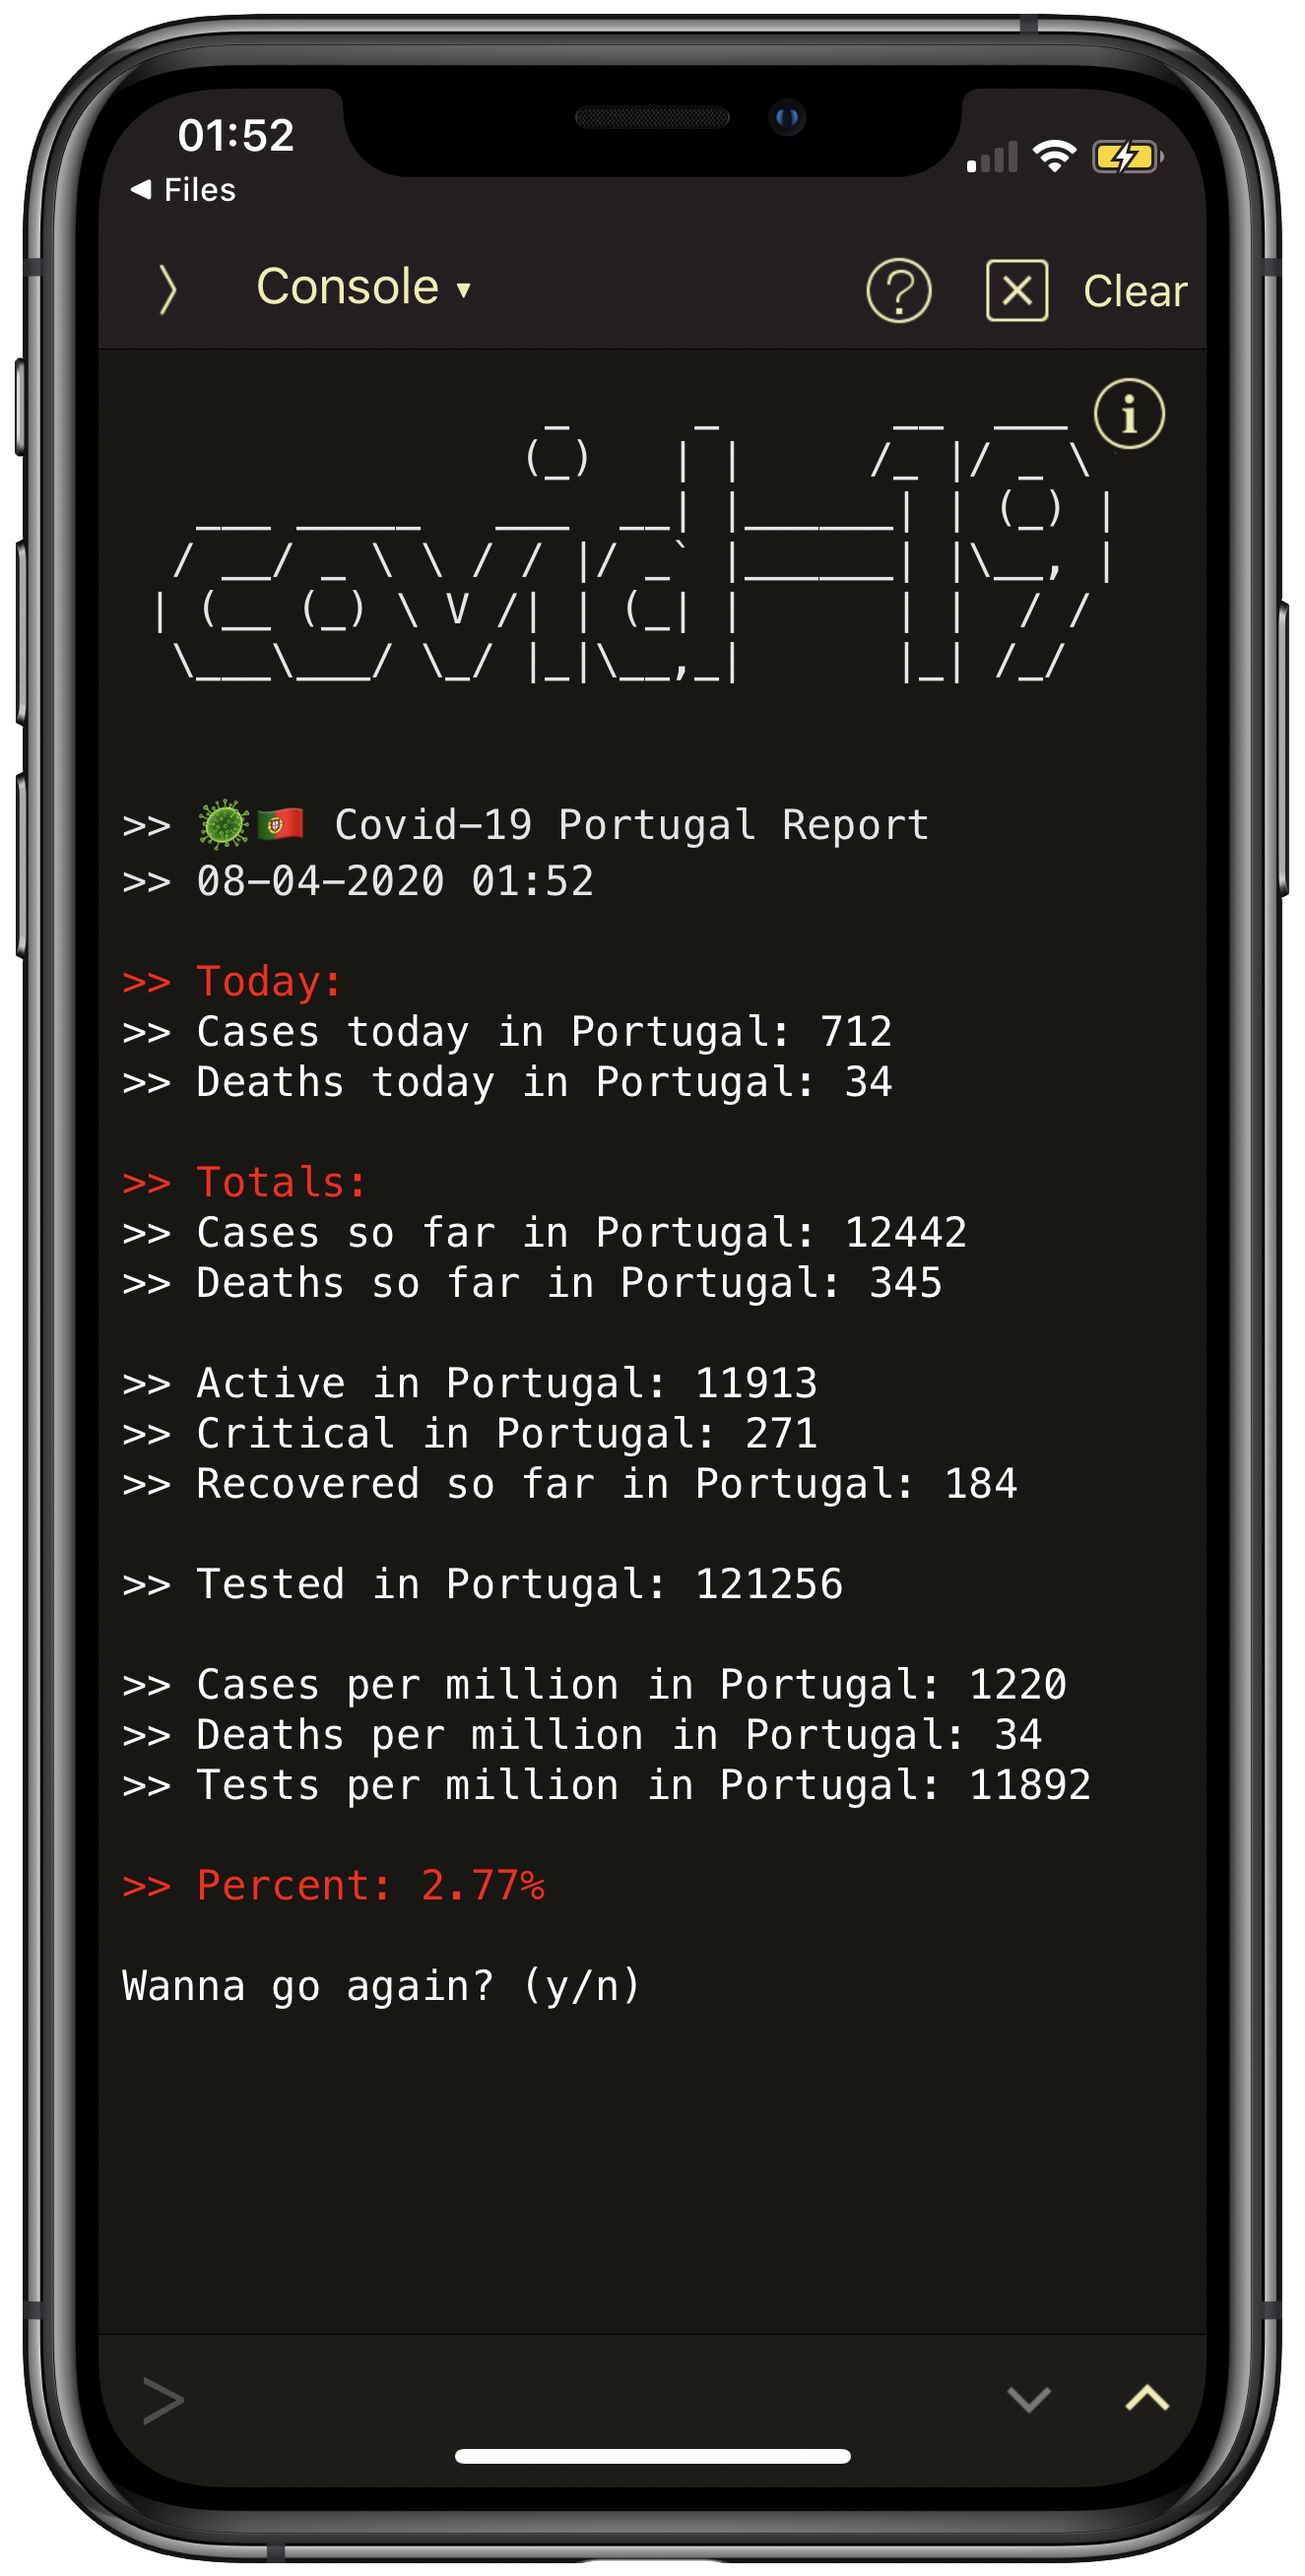 01:52
◀ Files
Console ▾
? Clear
i
covid-19
>> 🦠🇵🇹 Covid-19 Portugal Report
>> 08-04-2020 01:52
>> Today:
>> Cases today in Portugal: 712
>> Deaths today in Portugal: 34
>> Totals:
>> Cases so far in Portugal: 12442
>> Deaths so far in Portugal: 345
>> Active in Portugal: 11913
>> Critical in Portugal: 271
>> Recovered so far in Portugal: 184
>> Tested in Portugal: 121256
>> Cases per million in Portugal: 1220
>> Deaths per million in Portugal: 34
>> Tests per million in Portugal: 11892
>> Percent: 2.77%
Wanna go again? (y/n)
>